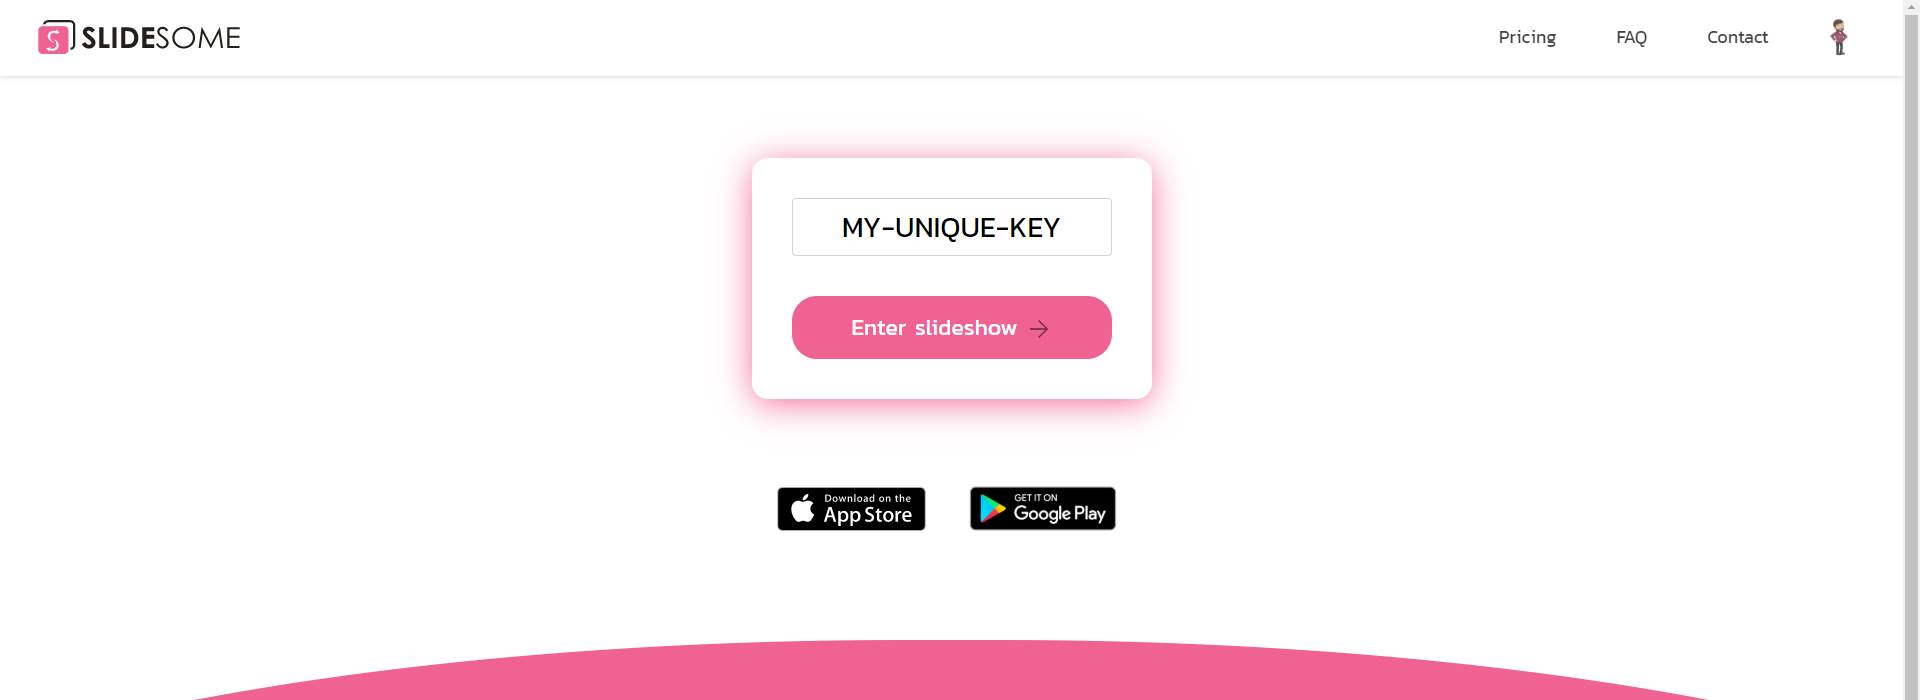 SLIDESOME
Pricing
FAQ
Contact
MY-UNIQUE-KEY
Enter slideshow
Download on the
App Store
GET IT ON
Google Play